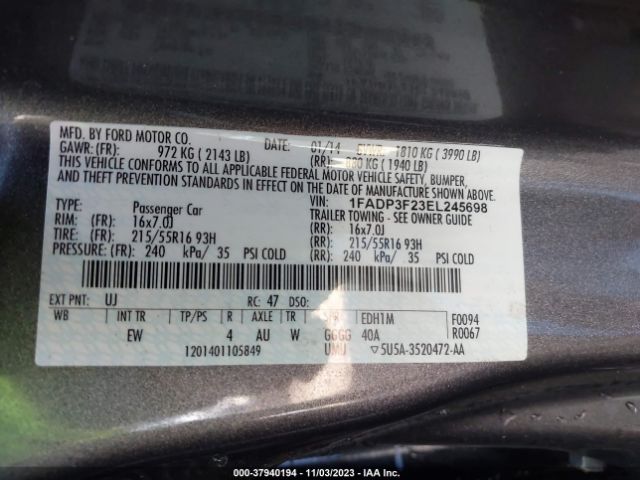 MFD. BY FORD MOTOR CO. DATE: 01/14 GVWR: 1810 KG ( 3990 LB)
GAWR: (FR): 972 KG ( 2143 LB) (RR): 880 KG ( 1940 LB)
THIS VEHICLE CONFORMS TO ALL APPLICABLE FEDERAL MOTOR VEHICLE SAFETY, BUMPER,
AND THEFT PREVENTION STANDARDS IN EFFECT ON THE DATE OF MANUFACTURE SHOWN ABOVE.
VIN: 1FADP3F23EL245698
TYPE: Passenger Car TRAILER TOWING - SEE OWNER GUIDE
RIM: (FR) : 16x7.0J (RR) : 16x7.0J
TIRE: (FR) : 215/55R16 93H (RR) : 215/55R16 93H
PRESSURE: (FR) : 240 kPa/ 35 PSI COLD (RR) : 240 kPa/ 35 PSI COLD
EXT PNT: UJ RC: 47 DSO:
WB INT TR TP/PS R AXLE TR SPR EDH1M F0094
EW 4 AU W GGGG 40A R0067
1201401105849 UMU 5U5A-3520472-AA
000-37940194 - 11/03/2023 - IAA Inc.